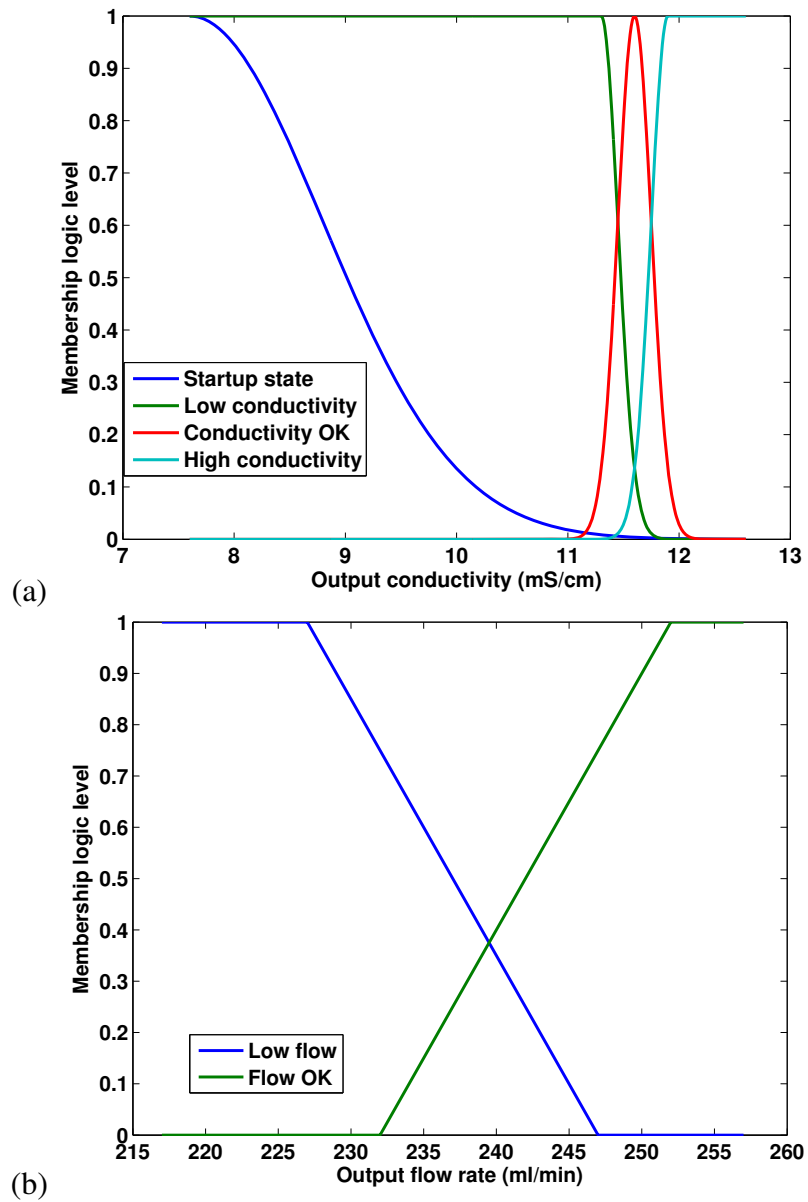 1
0.9
0.8
0.7
0.6
0.5
0.4
0.3
0.2
0.1
0
Membership logic level
Startup state
Low conductivity
Conductivity OK
High conductivity
7 8 9 10 11 12 13
Output conductivity (mS/cm)
(a)
1
0.9
0.8
0.7
0.6
0.5
0.4
0.3
0.2
0.1
0
Membership logic level
Low flow
Flow OK
215 220 225 230 235 240 245 250 255 260
Output flow rate (ml/min)
(b)